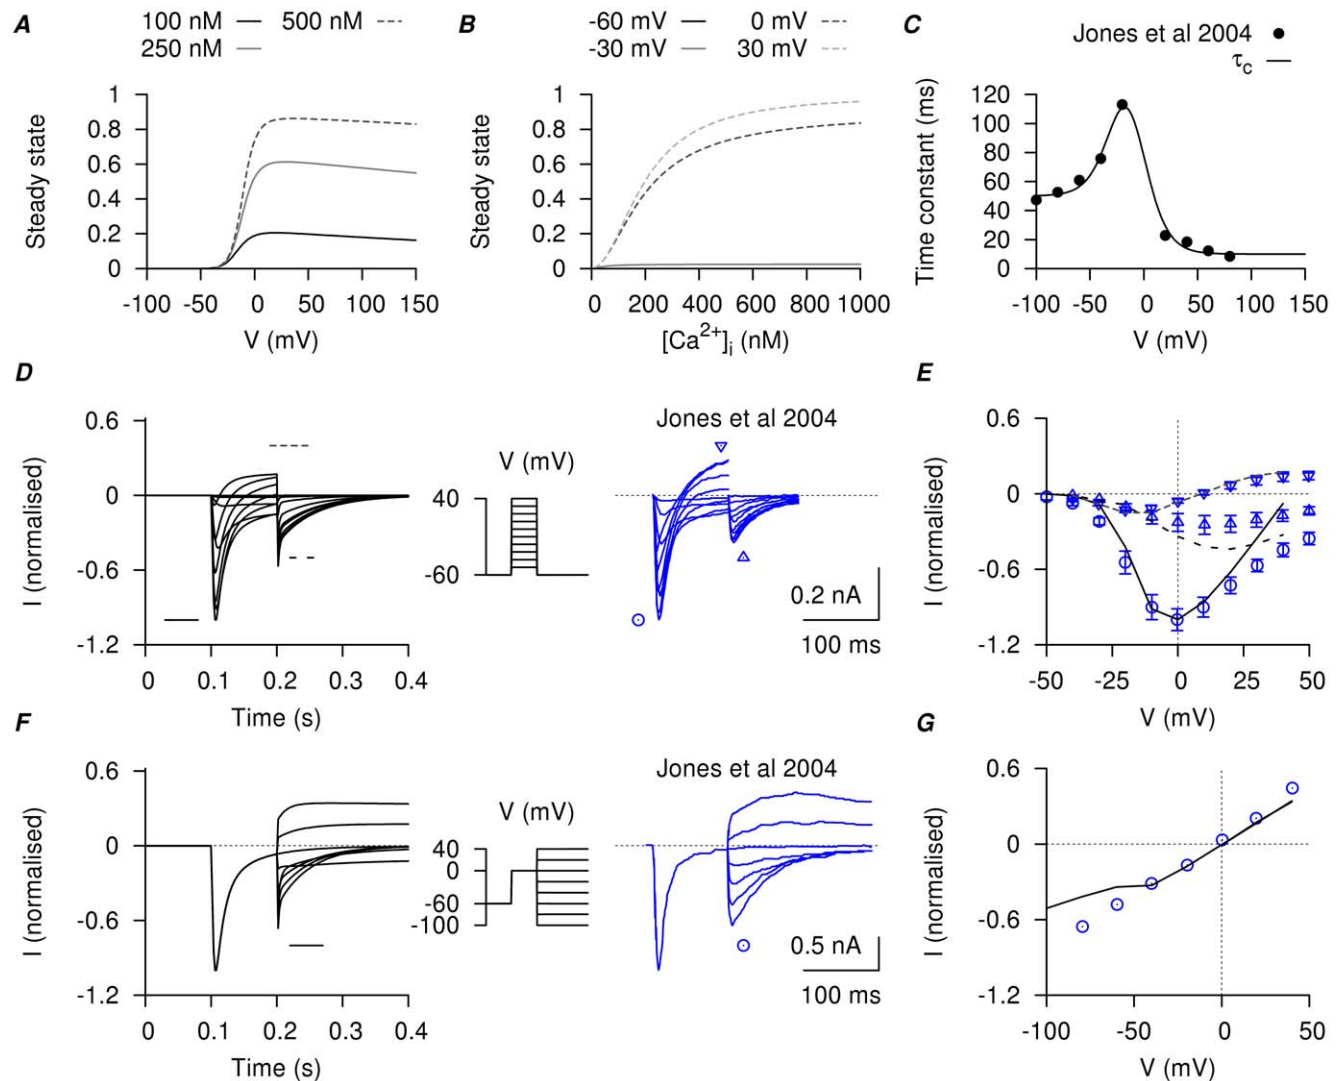 A
100 nM
500 nM
250 nM
Steady state
1
0.8
0.6
0.4
0.2
0
-100 -50 0 50 100 150
V (mV)
B
-60 mV
0 mV
-30 mV
30 mV
Steady state
1
0.8
0.6
0.4
0.2
0
0 200 400 600 800 1000
[Ca2+]i (nM)
C
Jones et al 2004
τc
Time constant (ms)
120
100
80
60
40
20
0
-100 -50 0 50 100 150
V (mV)
D
I (normalised)
0.6
0
-0.6
-1.2
0 0.1 0.2 0.3 0.4
Time (s)
V (mV)
40
-60
Jones et al 2004
0.2 nA
100 ms
E
I (normalised)
0.6
0
-0.6
-1.2
-50 -25 0 25 50
V (mV)
F
I (normalised)
0.6
0
-0.6
-1.2
0 0.1 0.2 0.3 0.4
Time (s)
V (mV)
40
0
-60
-100
Jones et al 2004
0.5 nA
100 ms
G
I (normalised)
0.6
0
-0.6
-1.2
-100 -50 0 50
V (mV)